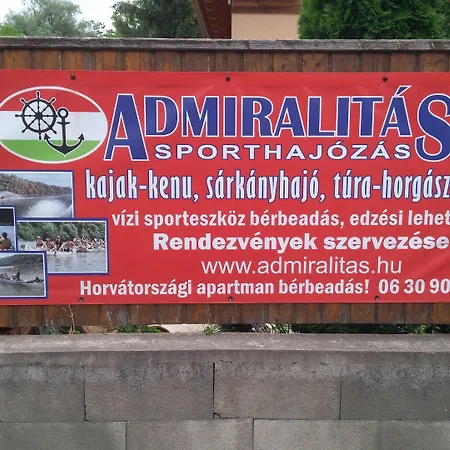 ADMIRALITÁS
SPORTHAJÓZÁS
kajak-kenu, sárkányhajó, túra-horgász
vízi sporteszköz bérbeadás, edzési lehet
Rendezvények szervezése
www.admiralitas.hu
Horvátországi apartman bérbeadás! 06 30 90